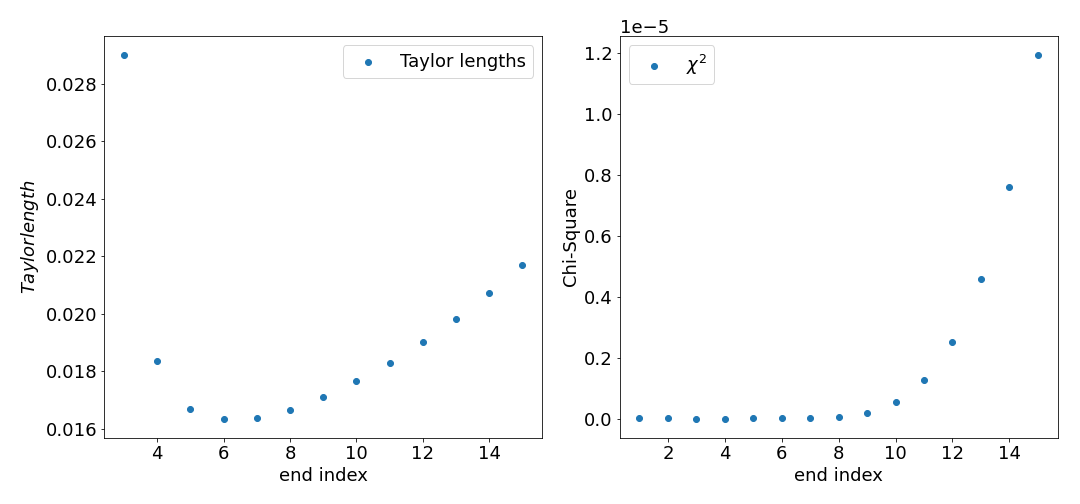 0.028
0.026
0.024
0.022
0.020
0.018
0.016
Taylorlength
Taylor lengths
4 6 8 10 12 14
end index
1e−5
1.2
1.0
0.8
0.6
0.4
0.2
0.0
Chi-Square
χ²
2 4 6 8 10 12 14
end index